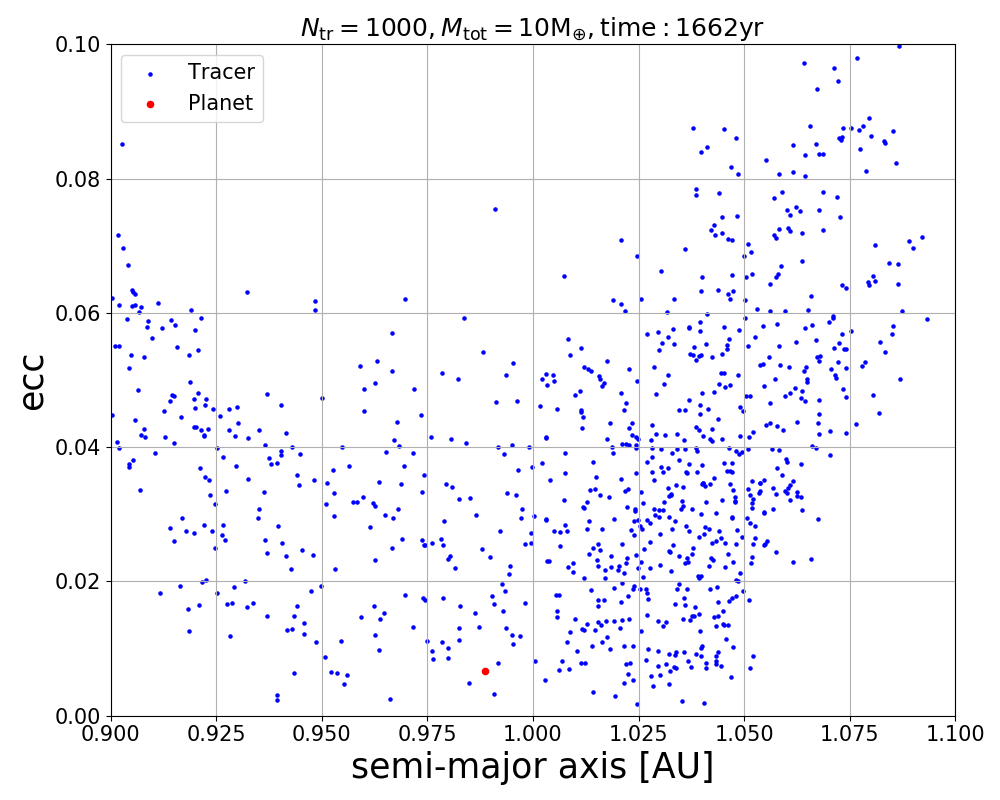 N_tr = 1000, M_tot = 10M_⊕, time : 1662yr
Tracer
Planet
ecc
0.10
0.08
0.06
0.04
0.02
0.00
0.900 0.925 0.950 0.975 1.000 1.025 1.050 1.075 1.100
semi-major axis [AU]